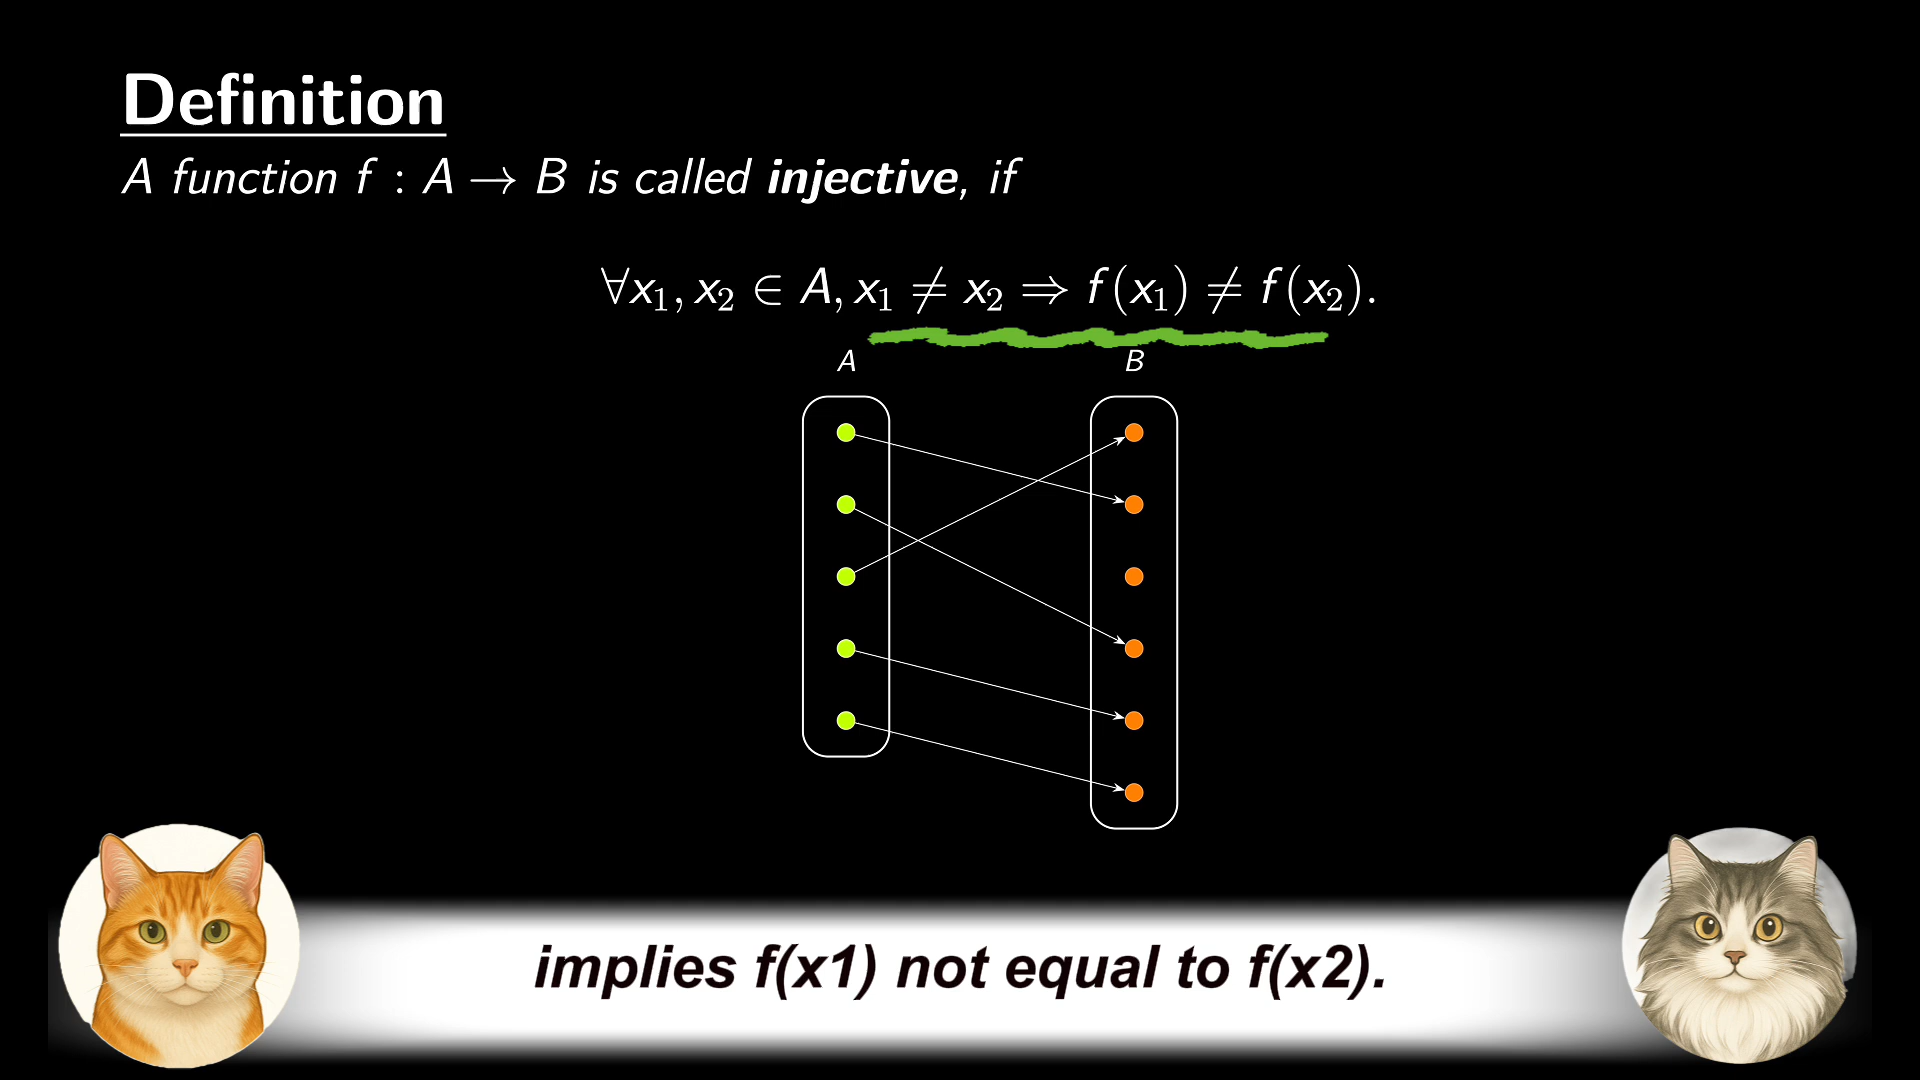 Definition
A function f : A → B is called injective, if
∀x₁, x₂ ∈ A, x₁ ≠ x₂ ⇒ f(x₁) ≠ f(x₂).
A B
implies f(x1) not equal to f(x2).